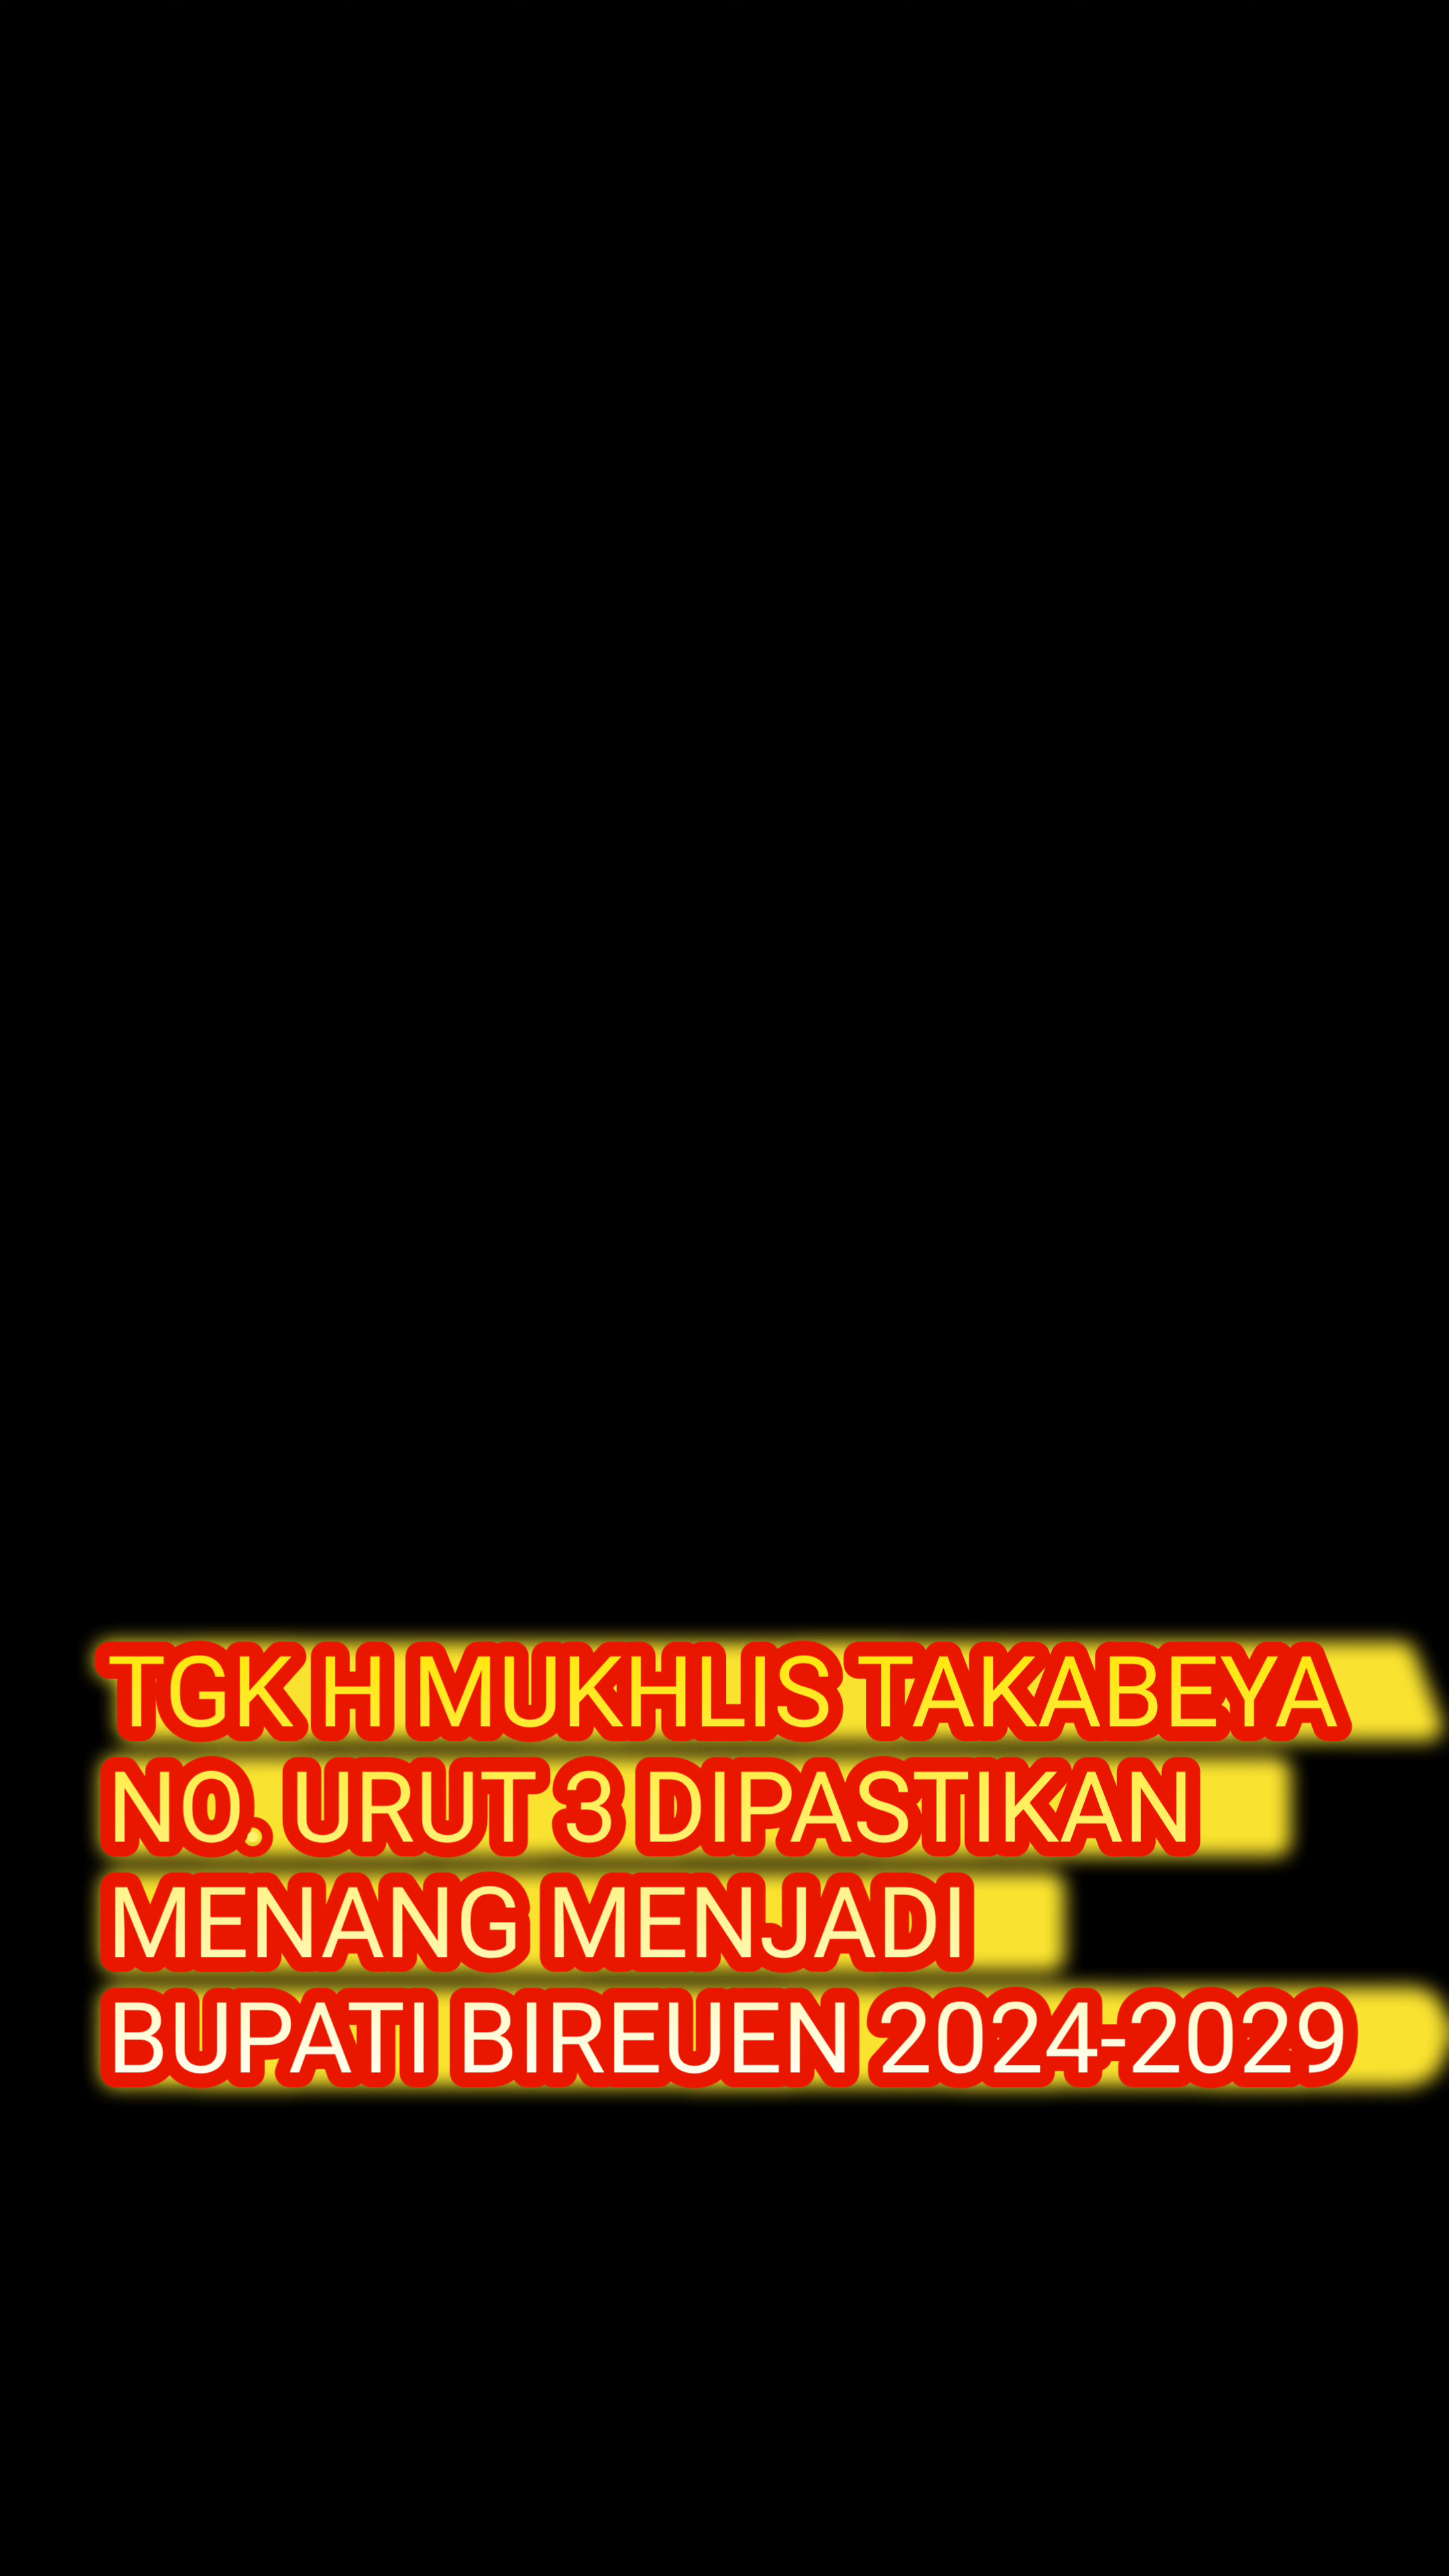 TGK H MUKHLIS TAKABEYA
NO. URUT 3 DIPASTIKAN
MENANG MENJADI
BUPATI BIREUEN 2024-2029